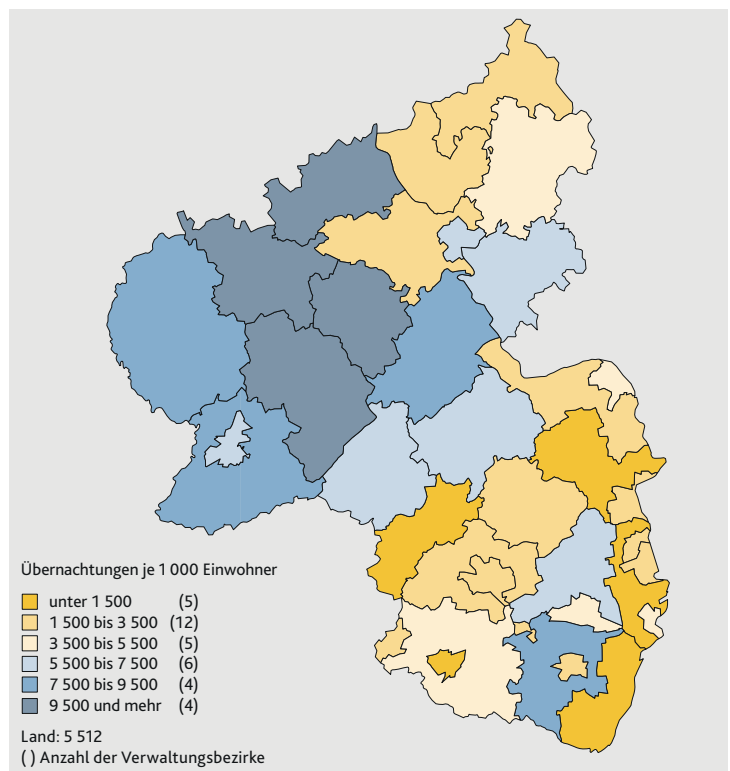 Übernachtungen je 1 000 Einwohner
unter 1 500 (5)
1 500 bis 3 500 (12)
3 500 bis 5 500 (5)
5 500 bis 7 500 (6)
7 500 bis 9 500 (4)
9 500 und mehr (4)
Land: 5 512
( ) Anzahl der Verwaltungsbezirke